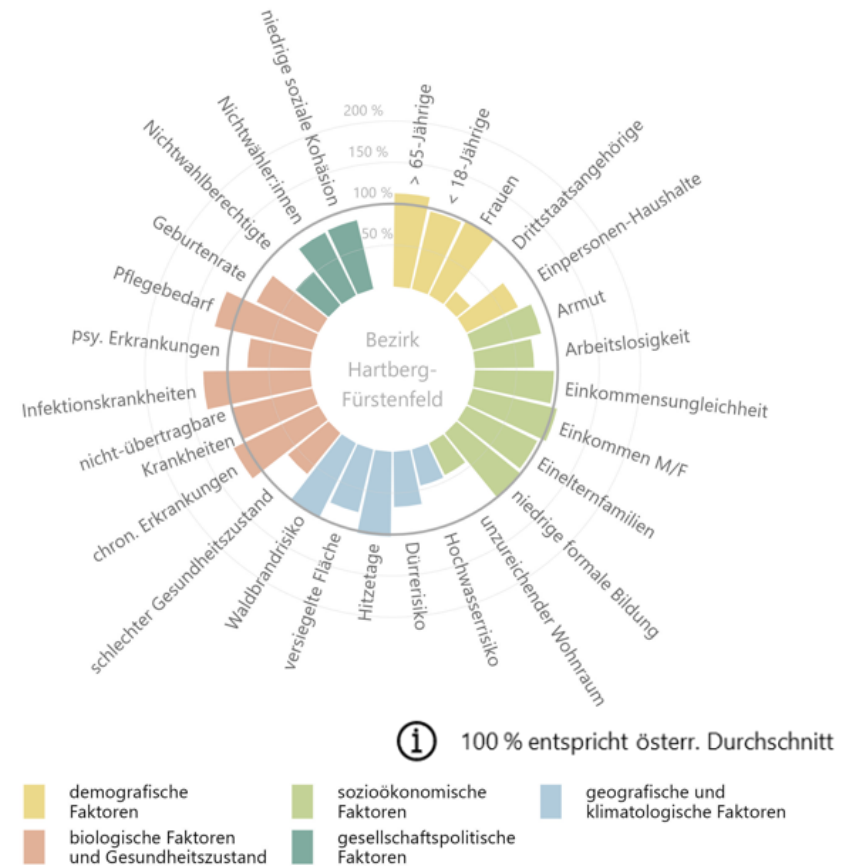 200 %
150 %
100 %
50 %
> 65-Jährige
< 18-Jährige
Frauen
Drittstaatsangehörige
Einpersonen-Haushalte
Armut
Arbeitslosigkeit
Einkommensungleichheit
Einkommen M/F
Einelternfamilien
niedrige formale Bildung
unzureichender Wohnraum
Hochwasserrisiko
Dürrerisiko
Hitzetage
versiegelte Fläche
Waldbrandrisiko
schlechter Gesundheitszustand
chron. Erkrankungen
nicht-übertragbare
Krankheiten
Infektionskrankheiten
psy. Erkrankungen
Pflegebedarf
Geburtenrate
Nichtwahlberechtigte
Nichtwähler:innen
niedrige soziale Kohäsion
Bezirk
Hartberg-
Fürstenfeld
100 % entspricht österr. Durchschnitt
demografische
Faktoren
sozioökonomische
Faktoren
geografische und
klimatologische Faktoren
biologische Faktoren
und Gesundheitszustand
gesellschaftspolitische
Faktoren